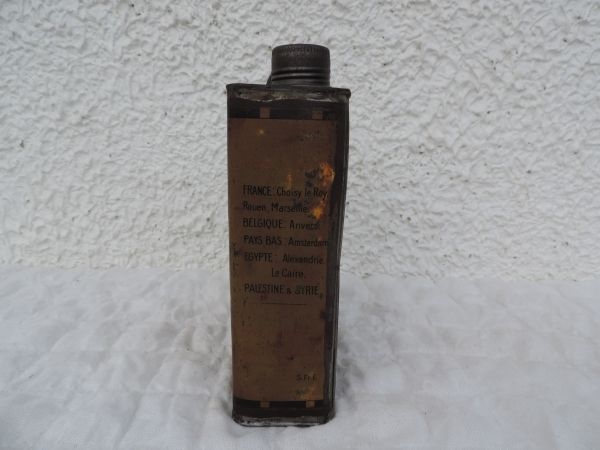 FRANCE: Choisy le Roy
Rouen, Marseille,
BELGIQUE: Anvers
PAYS BAS: Amsterdam
EGYPTE: Alexandrie
Le Caire,
PALESTINE & SYRIE,